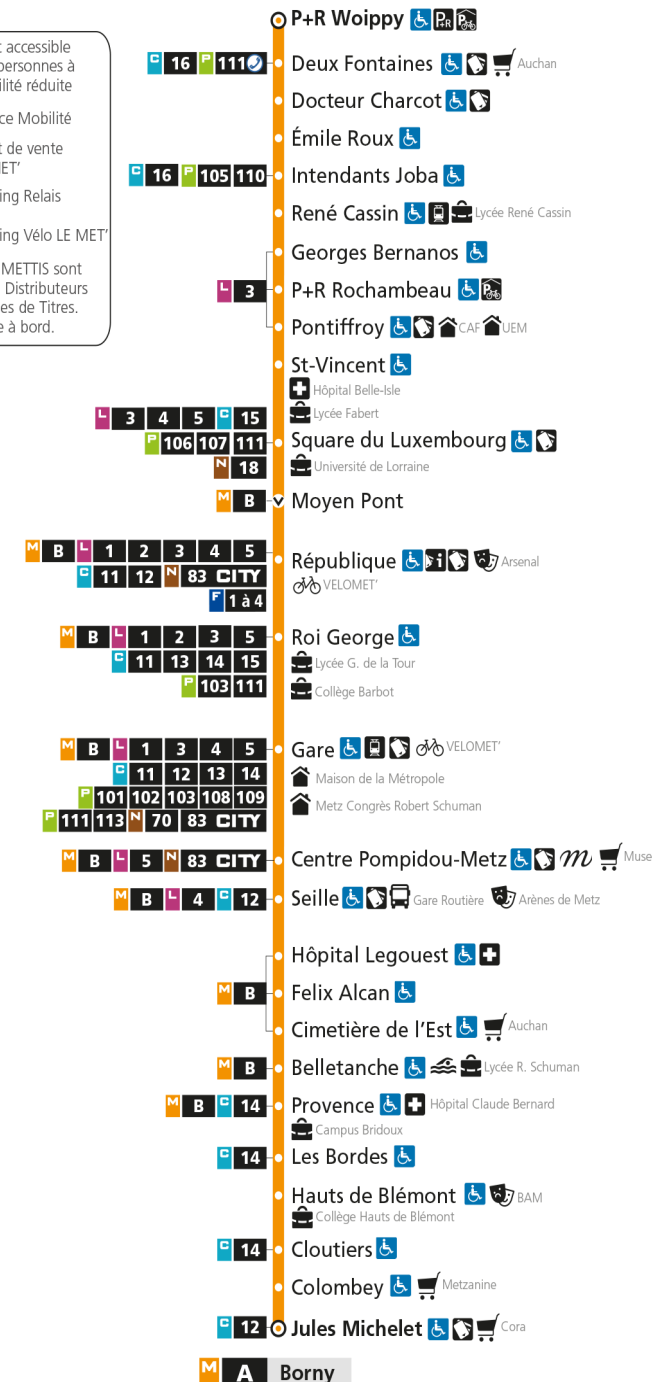 P+R Woippy
t accessible
personnes à
ilité réduite
ce Mobilité
t de vente
ET'
ing Relais
ing Vélo LE MET'
METTIS sont
Distributeurs
es de Titres.
e à bord.
C 16 P 111 Deux Fontaines Auchan
Docteur Charcot
Émile Roux
C 16 P 105 110 Intendants Joba
René Cassin Lycée René Cassin
Georges Bernanos
L 3 P+R Rochambeau
Pontiffroy CAF UEM
St-Vincent
Hôpital Belle-Isle
Lycée Fabert
L 3 4 5 C 15
P 106 107 111 Square du Luxembourg
N 18 Université de Lorraine
M B Moyen Pont
M B L 1 2 3 4 5
République Arsenal
C 11 12 N 83 CITY VELOMET'
F 1 à 4
M B L 1 2 3 5 Roi George
C 11 13 14 15 Lycée G. de la Tour
P 103 111 Collège Barbot
M B L 1 3 4 5 Gare VELOMET'
C 11 12 13 14 Maison de la Métropole
P 101 102 103 108 109 Metz Congrès Robert Schuman
P 111 113 N 70 83 CITY
M B L 5 N 83 CITY Centre Pompidou-Metz m Muse
M B L 4 C 12 Seille Gare Routière Arènes de Metz
Hôpital Legouest
M B Felix Alcan
Cimetière de l'Est Auchan
M B Belletanche Lycée R. Schuman
M B C 14 Provence Hôpital Claude Bernard
Campus Bridoux
C 14 Les Bordes
Hauts de Blémont BAM
Collège Hauts de Blémont
C 14 Cloutiers
Colombey Metzanine
C 12 Jules Michelet Cora
M A Borny